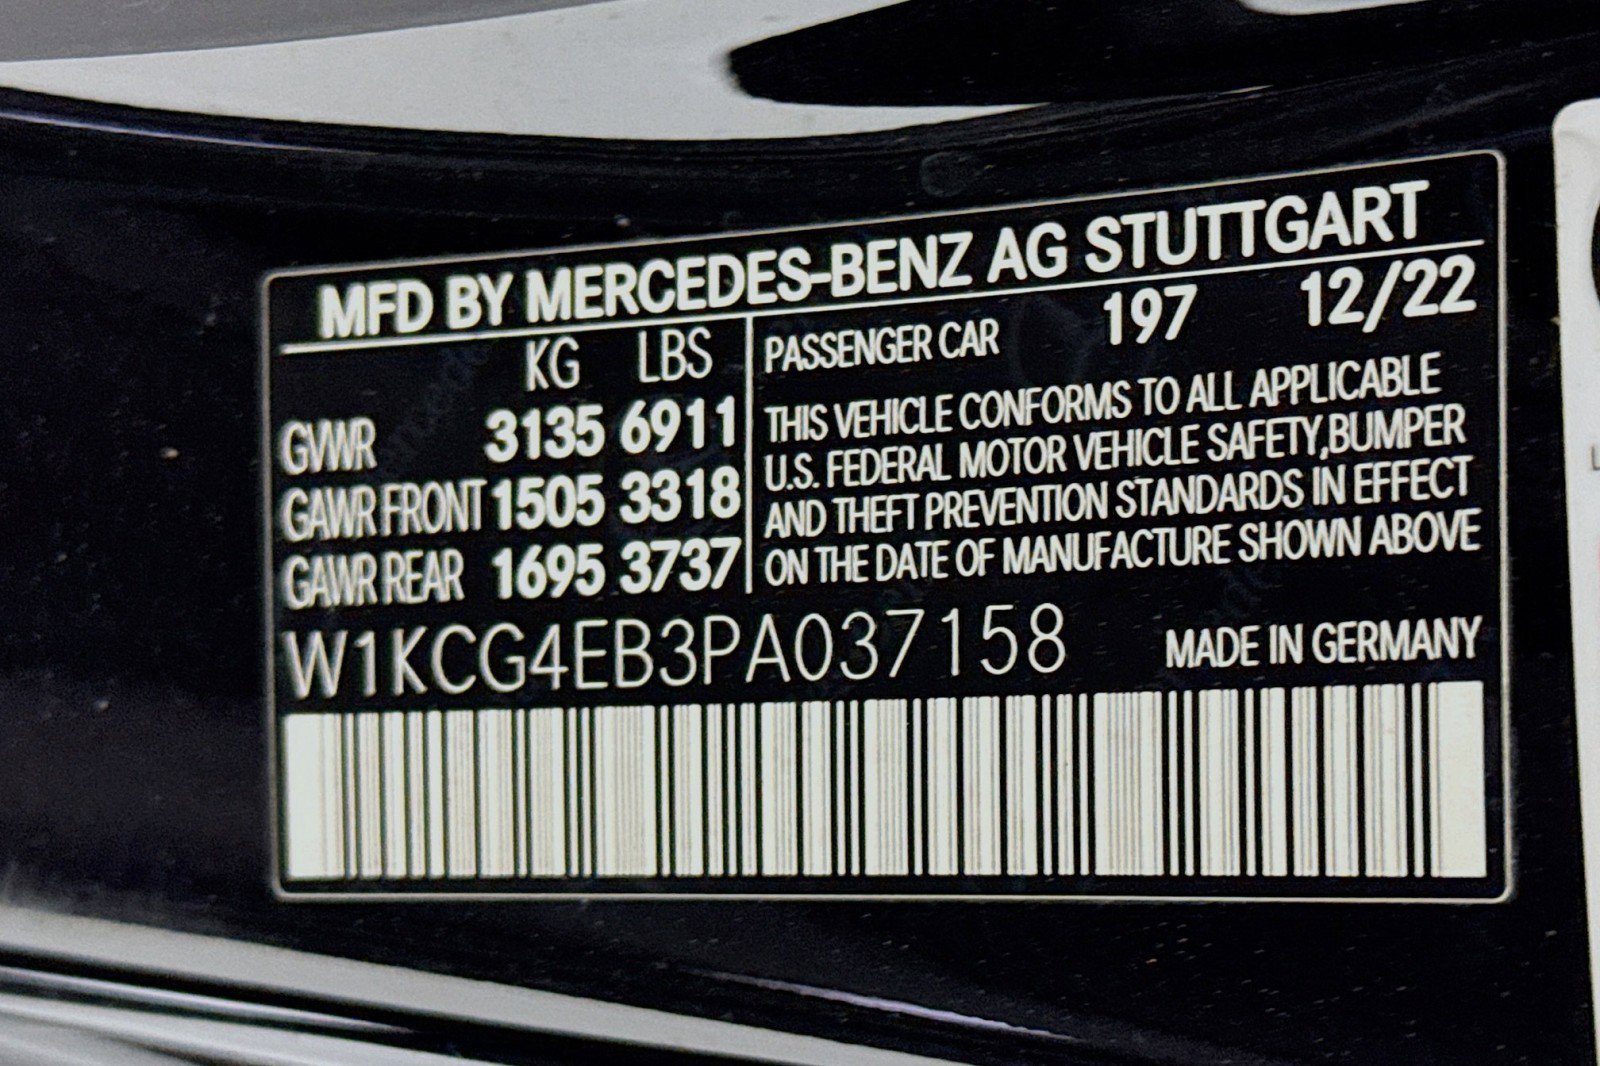 MFD BY MERCEDES-BENZ AG STUTTGART
KG LBS
GVWR 3135 6911
GAWR FRONT 1505 3318
GAWR REAR 1695 3737
PASSENGER CAR 197 12/22
THIS VEHICLE CONFORMS TO ALL APPLICABLE
U.S. FEDERAL MOTOR VEHICLE SAFETY,BUMPER
AND THEFT PREVENTION STANDARDS IN EFFECT
ON THE DATE OF MANUFACTURE SHOWN ABOVE
W1KCG4EB3PA037158
MADE IN GERMANY